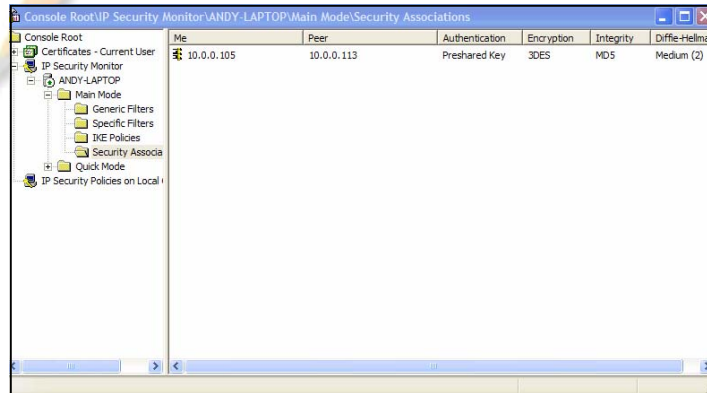 Console Root\IP Security Monitor\ANDY-LAPTOP\Main Mode\Security Associations
Console Root
Certificates - Current User
IP Security Monitor
ANDY-LAPTOP
Main Mode
Generic Filters
Specific Filters
IKE Policies
Security Associa
Quick Mode
IP Security Policies on Local
Me Peer Authentication Encryption Integrity Diffie-Hellma
10.0.0.105 10.0.0.113 Preshared Key 3DES MD5 Medium (2)